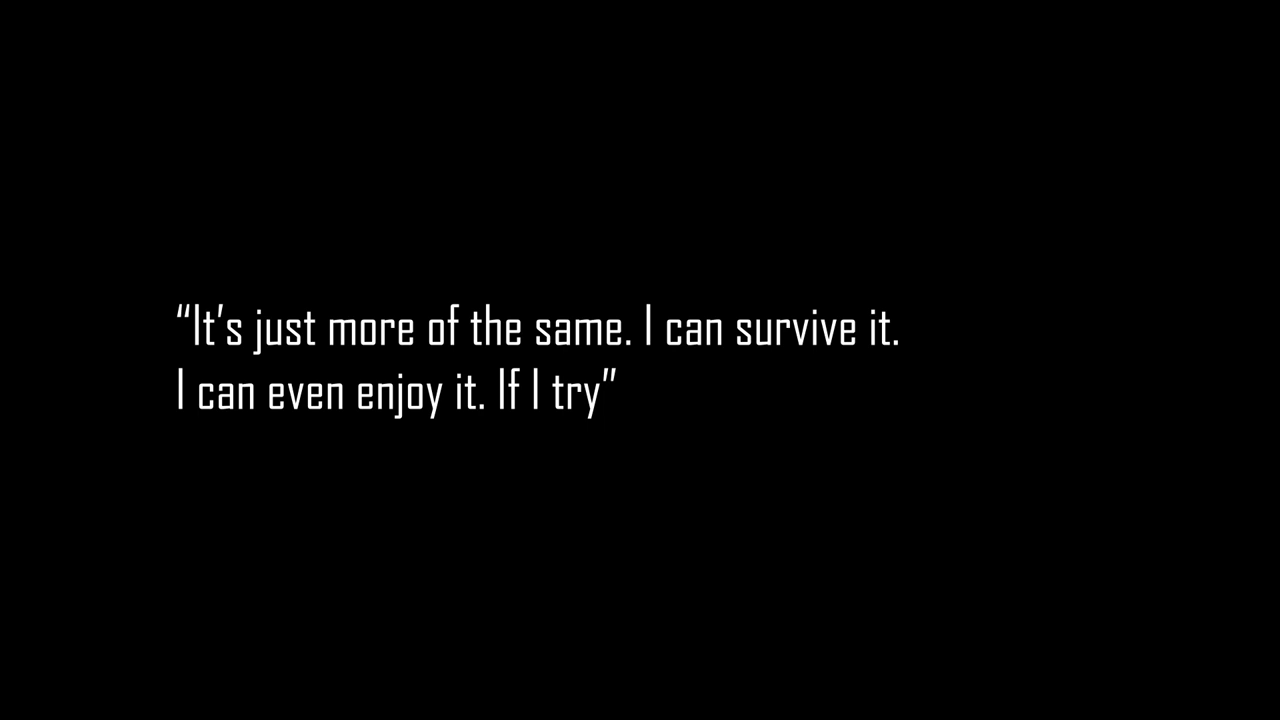 “It’s just more of the same. I can survive it.
I can even enjoy it. If I try”